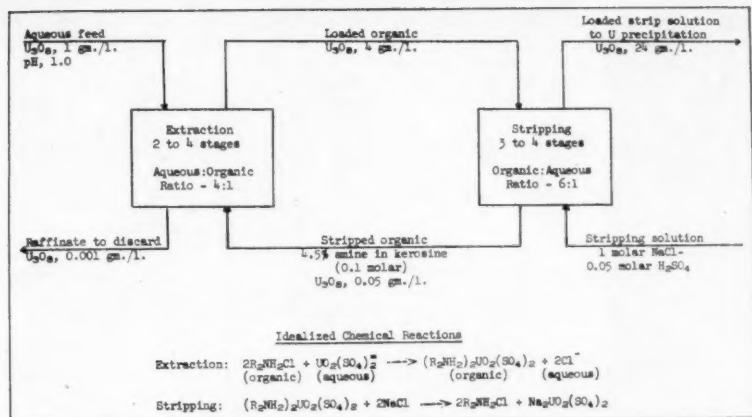 Aqueous feed
U₃O₈, 1 gm./l.
pH, 1.0
Loaded organic
U₃O₈, 4 gm./l.
Loaded strip solution
to U precipitation
U₃O₈, 24 gm./l.
Extraction
2 to 4 stages
Aqueous:Organic
Ratio - 4:1
Stripping
3 to 4 stages
Organic:Aqueous
Ratio - 6:1
Raffinate to discard
U₃O₈, 0.001 gm./l.
Stripped organic
4.5% amine in kerosine
(0.1 molar)
U₃O₈, 0.05 gm./l.
Stripping solution
1 molar NaCl-
0.05 molar H₂SO₄
Idealized Chemical Reactions
Extraction: 2R₂NH₂Cl + UO₂(SO₄)₂⁼ ---> (R₂NH₂)₂UO₂(SO₄)₂ + 2Cl⁻
(organic) (aqueous) (organic) (aqueous)
Stripping: (R₂NH₂)₂UO₂(SO₄)₂ + 2NaCl ---> 2R₂NH₂Cl + Na₂UO₂(SO₄)₂